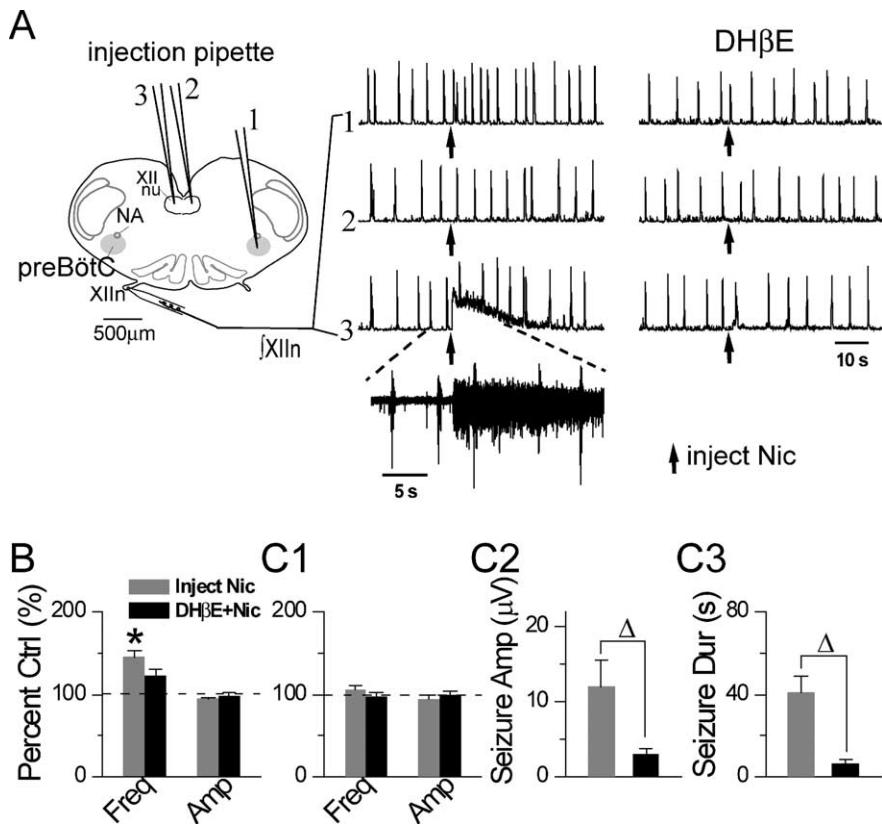 A
injection pipette
DHβE
3 2
1
XII
nu
NA
preBötC
XIIn
500μm
∫XIIn
1
2
3
10 s
5 s
inject Nic
B
C1
C2
C3
Inject Nic
DHβE+Nic
Percent Ctrl (%)
200
100
0
*
Freq
Amp
200
100
0
Freq
Amp
Seizure Amp (μV)
20
10
0
Δ
Seizure Dur (s)
80
40
0
Δ